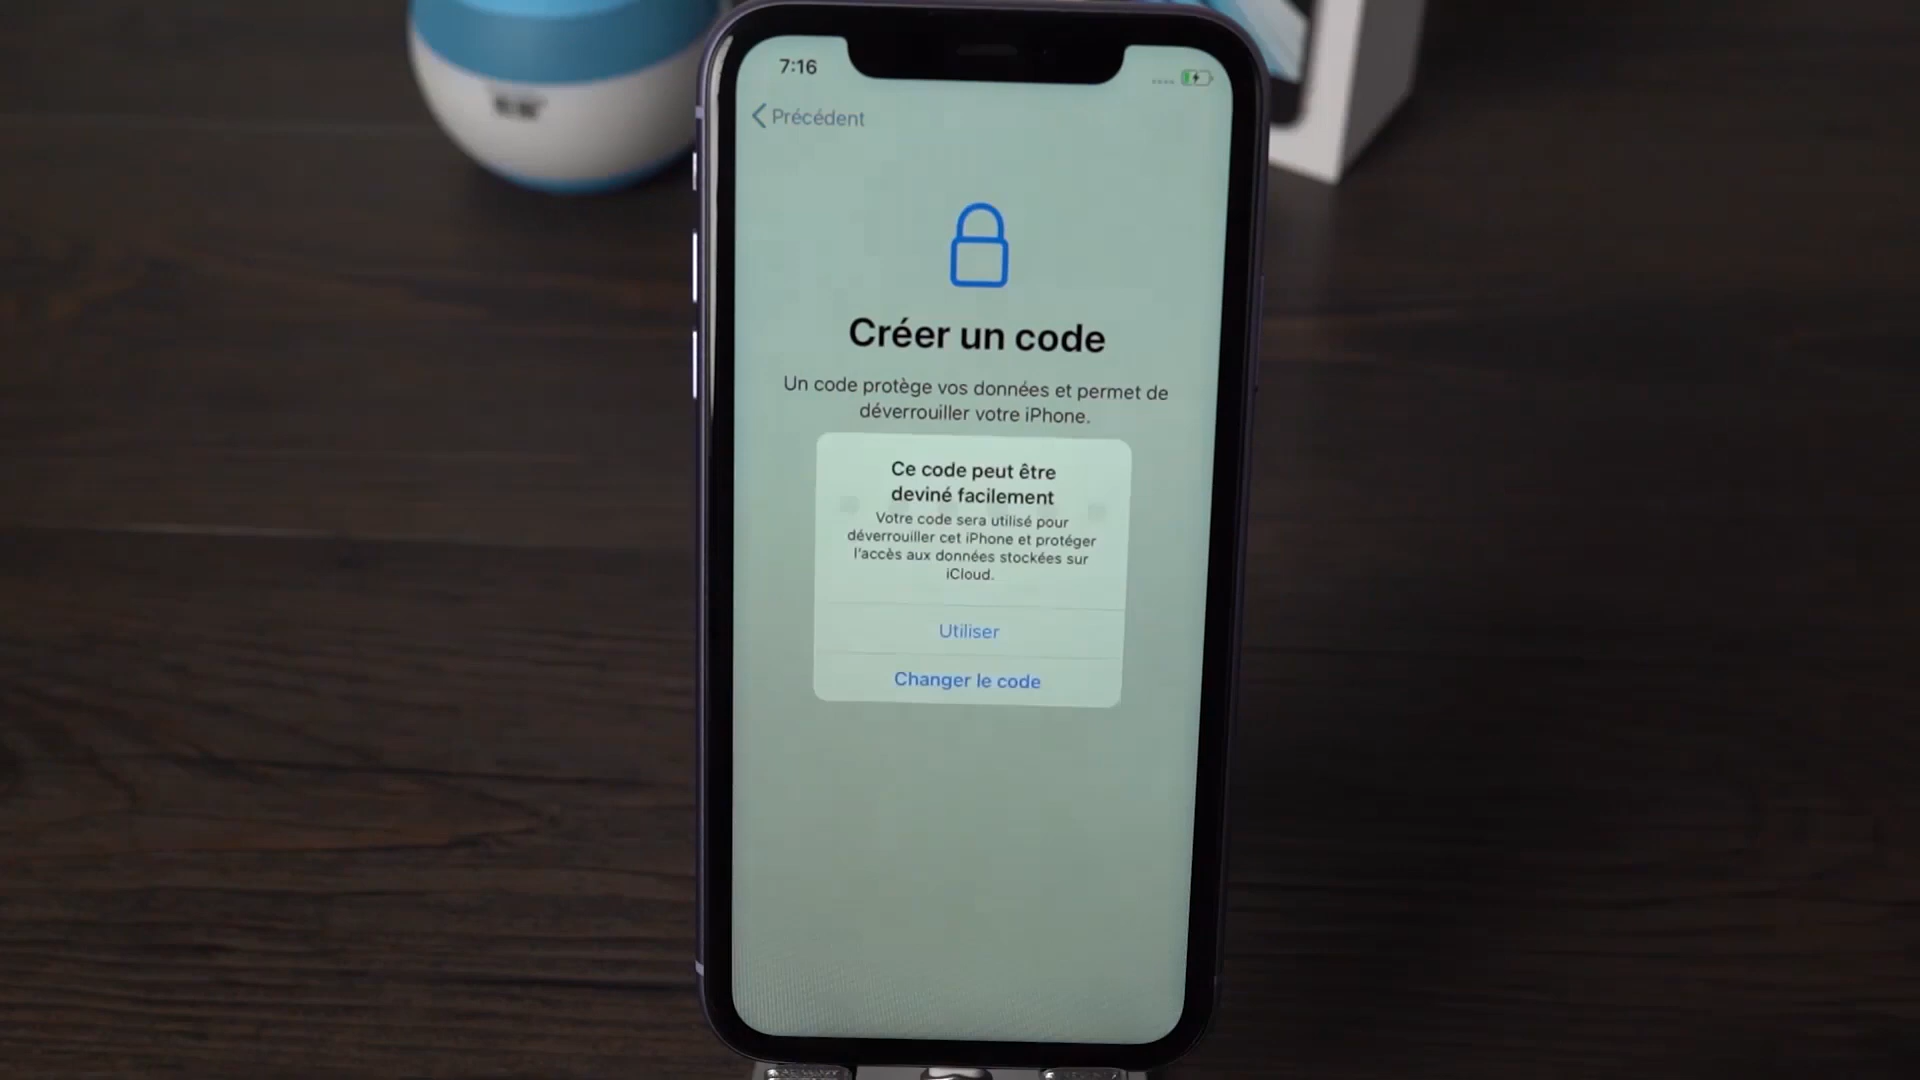 7:16
Précédent
Créer un code
Un code protège vos données et permet de
déverrouiller votre iPhone.
Ce code peut être
deviné facilement
Votre code sera utilisé pour
déverrouiller cet iPhone et protéger
l'accès aux données stockées sur
iCloud.
Utiliser
Changer le code